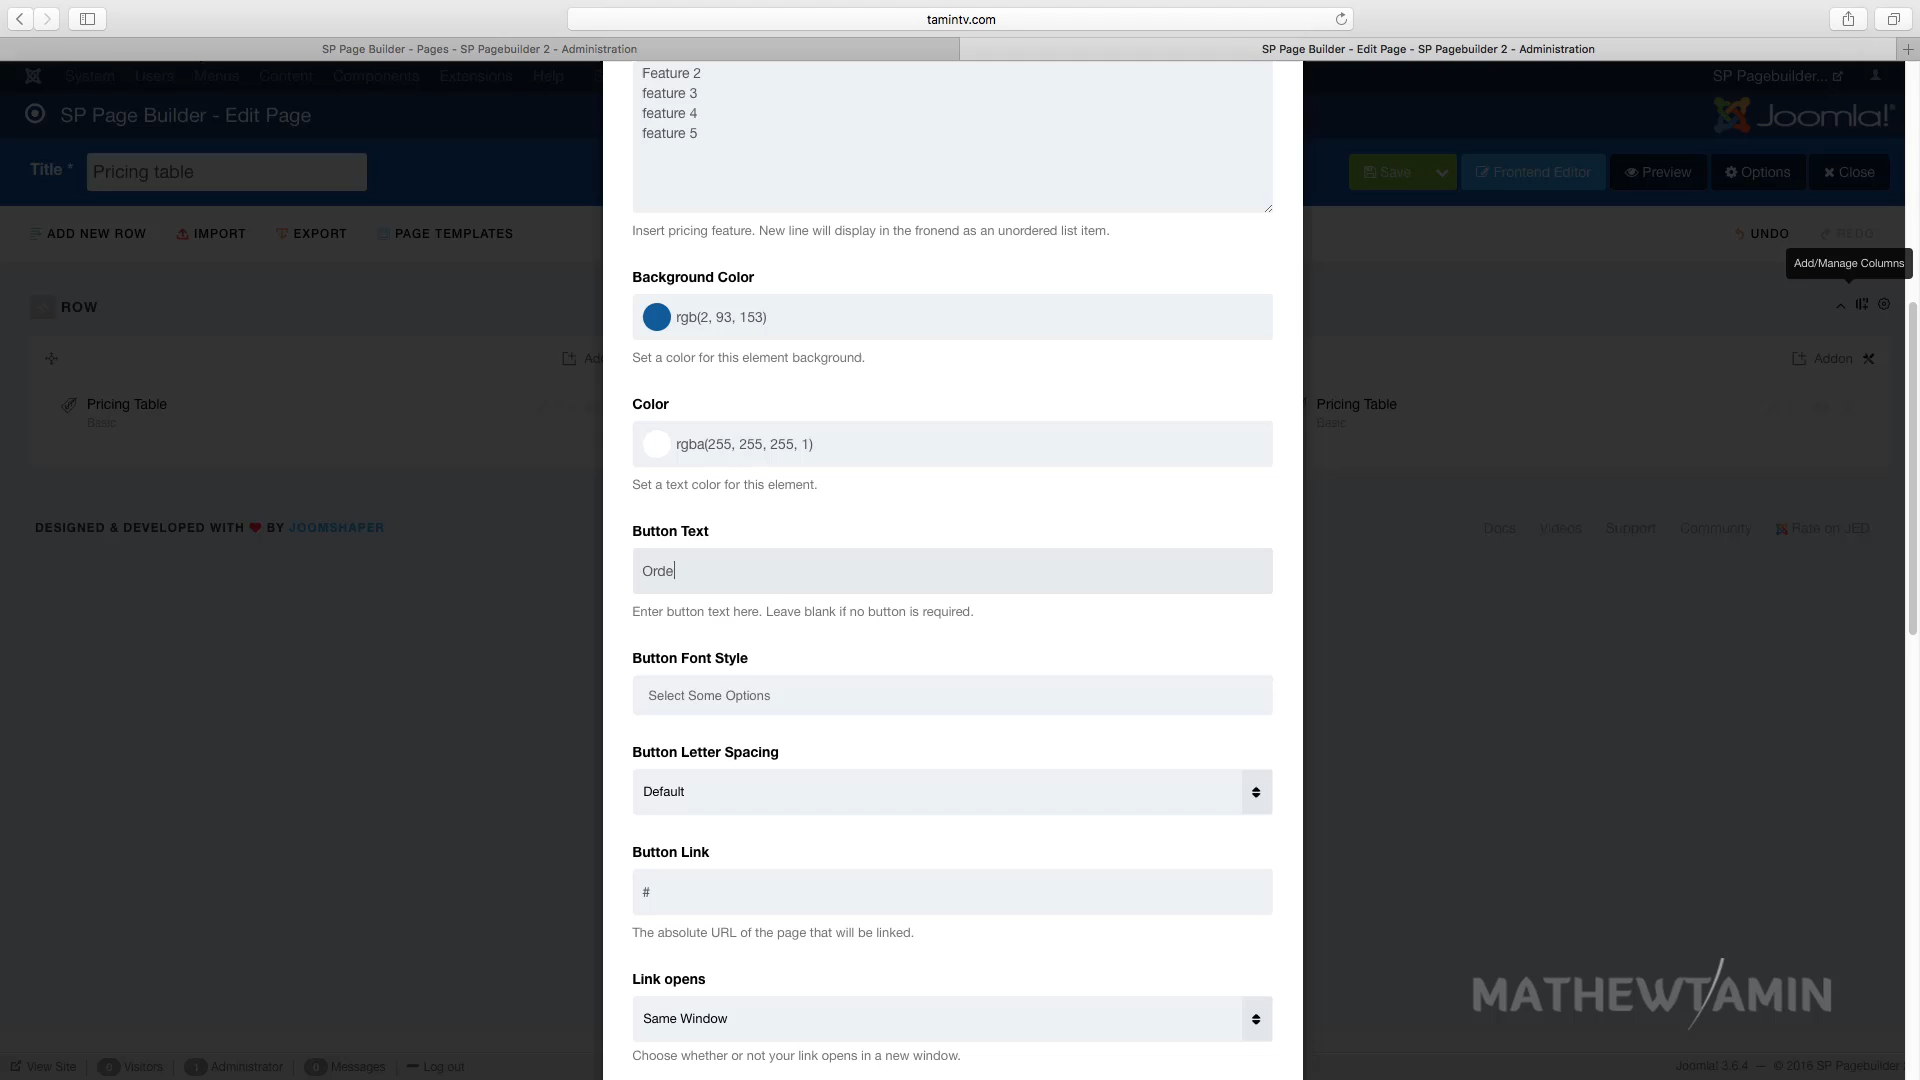 tamintv.com
SP Page Builder - Pages - SP Pagebuilder 2 - Administration
SP Page Builder - Edit Page - SP Pagebuilder 2 - Administration
System Users Menus Content Components Extensions Help
SP Pagebuilder...
SP Page Builder - Edit Page
Joomla!
Title *
Pricing table
Save
Frontend Editor
Preview
Options
Close
ADD NEW ROW
IMPORT
EXPORT
PAGE TEMPLATES
UNDO
REDO
Add/Manage Columns
ROW
Addon
Pricing Table
Basic
Pricing Table
Basic
DESIGNED & DEVELOPED WITH ❤ BY JOOMSHAPER
Docs Videos Support Community Rate on JED
Feature 2
feature 3
feature 4
feature 5
Insert pricing feature. New line will display in the fronend as an unordered list item.
Background Color
rgb(2, 93, 153)
Set a color for this element background.
Color
rgba(255, 255, 255, 1)
Set a text color for this element.
Button Text
Orde
Enter button text here. Leave blank if no button is required.
Button Font Style
Select Some Options
Button Letter Spacing
Default
Button Link
#
The absolute URL of the page that will be linked.
Link opens
Same Window
Choose whether or not your link opens in a new window.
MATHEWTAMIN
View Site
0 Visitors
1 Administrator
0 Messages
Log out
Joomla! 3.6.4 — © 2016 SP Pagebuilder